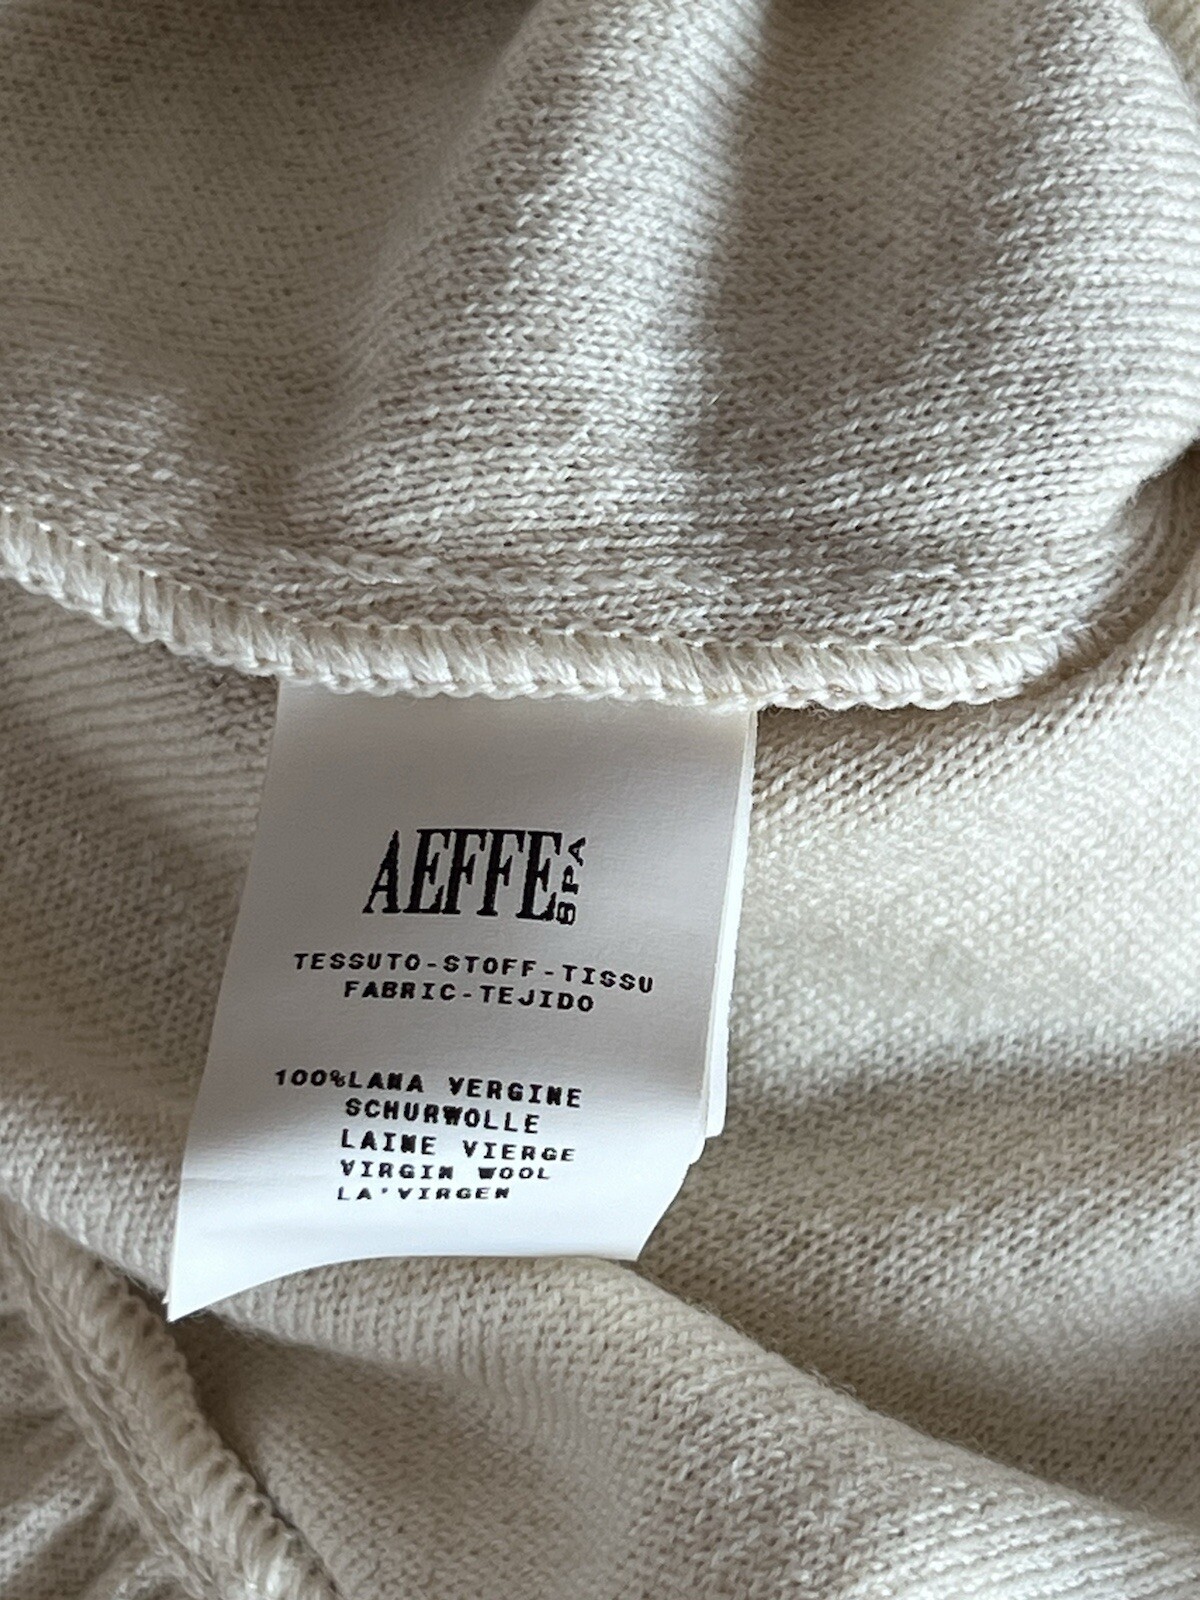 AEFFE SPA
TESSUTO-STOFF-TISSU
FABRIC-TEJIDO
100%LANA VERGINE
SCHURWOLLE
LAINE VIERGE
VIRGIN WOOL
LA'VIRGEN